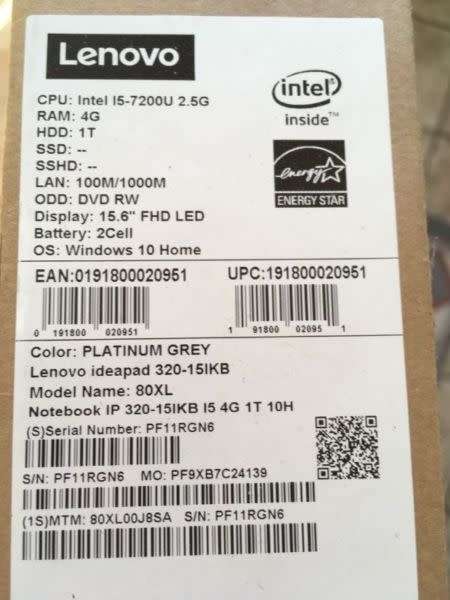 Lenovo
CPU: Intel I5-7200U 2.5G
RAM: 4G
HDD: 1T
SSD: --
SSHD: --
LAN: 100M/1000M
ODD: DVD RW
Display: 15.6" FHD LED
Battery: 2Cell
OS: Windows 10 Home
intel
inside™
energy
ENERGY STAR
EAN:0191800020951 UPC:191800020951
0 191800 020951 1 91800 02095 1
Color: PLATINUM GREY
Lenovo ideapad 320-15IKB
Model Name: 80XL
Notebook IP 320-15IKB I5 4G 1T 10H
(S)Serial Number: PF11RGN6
S/N: PF11RGN6 MO: PF9XB7C24139
(1S)MTM: 80XL00J8SA S/N: PF11RGN6